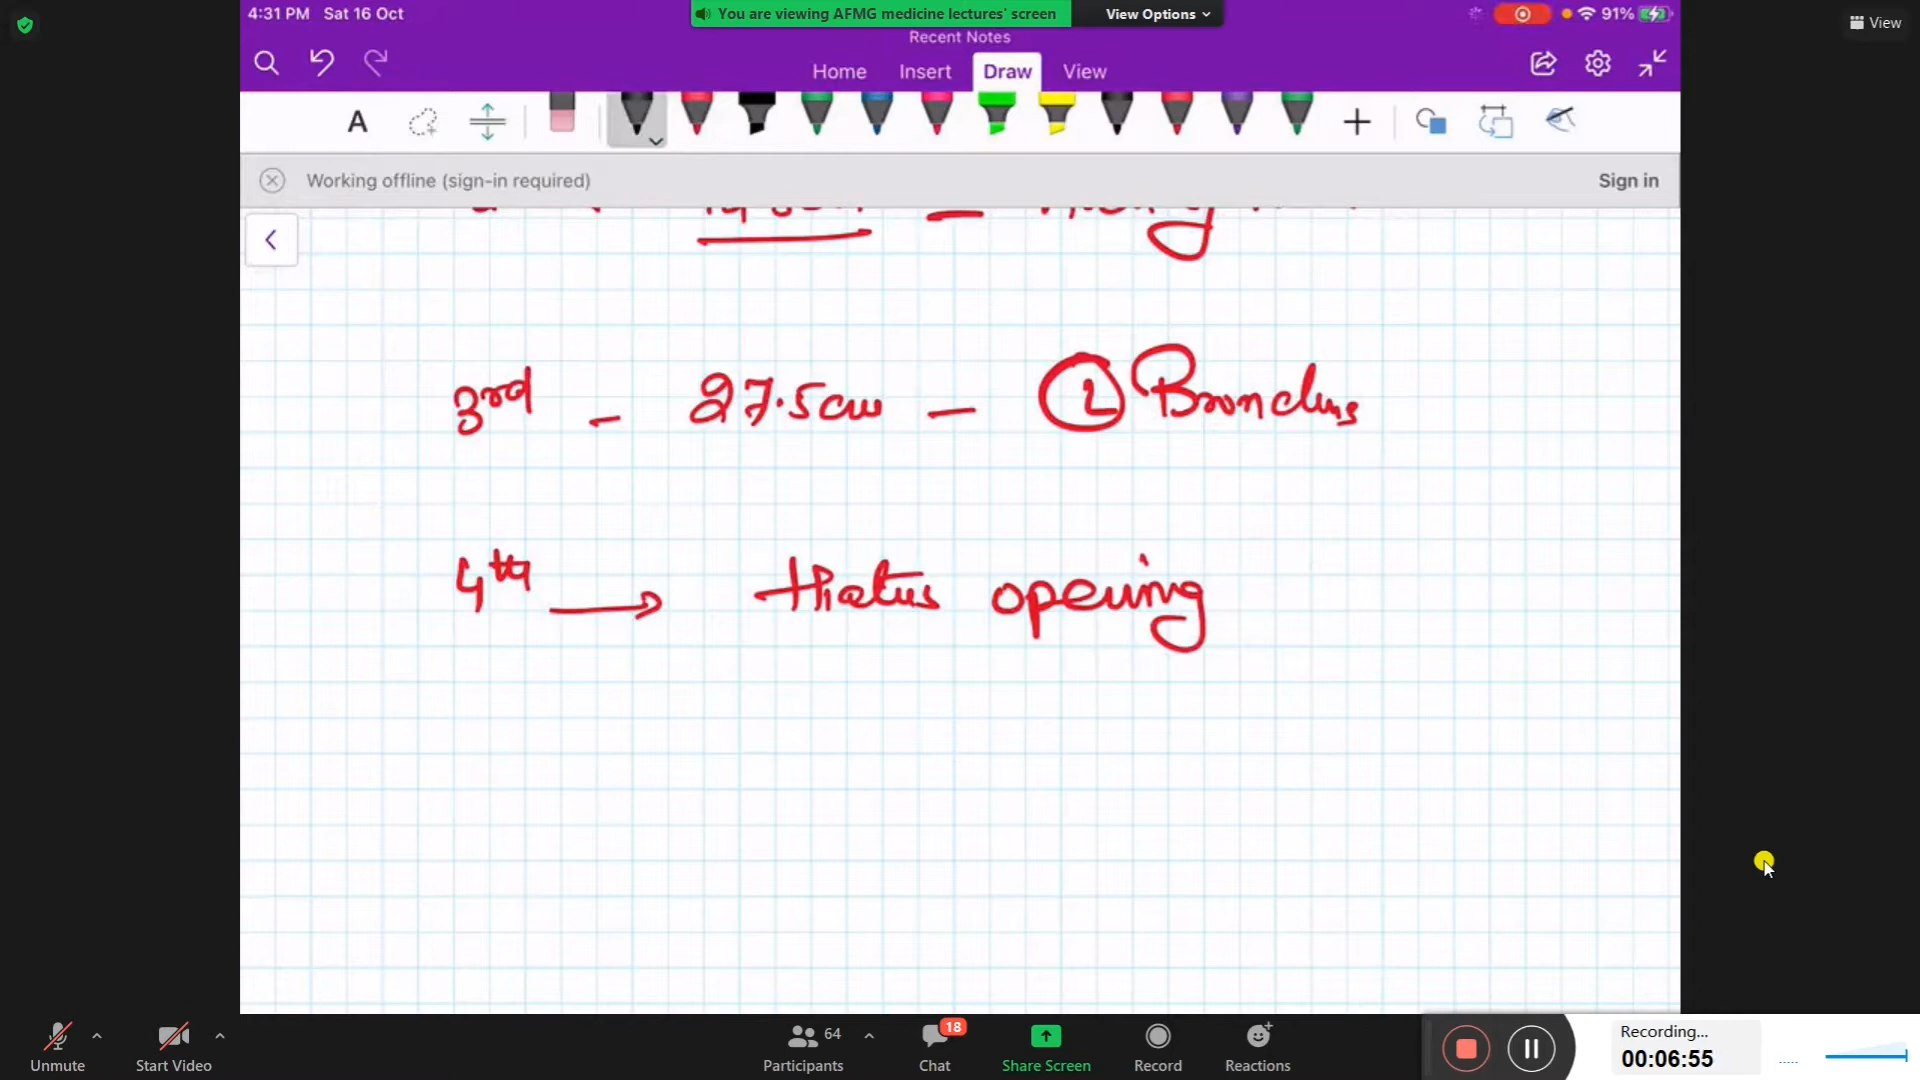 4:31 PM Sat 16 Oct
You are viewing AFMG medicine lectures' screen
View Options
91%
View
Recent Notes
Home Insert Draw View
A
Working offline (sign-in required)
Sign in
3rd - 27.5cm - L Bronchus
4th → Hiatus opening
Unmute
Start Video
64
Participants
18
Chat
Share Screen
Record
Reactions
Recording...
00:06:55